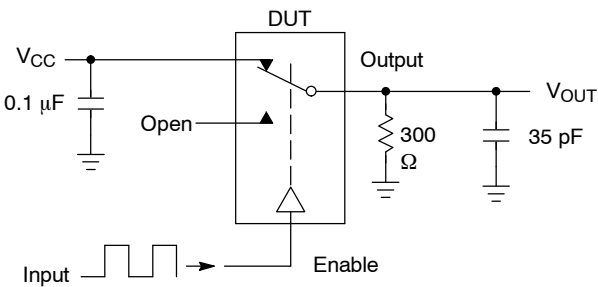 DUT
VCC
Output
0.1 μF
VOUT
Open
300
Ω
35 pF
Input
Enable